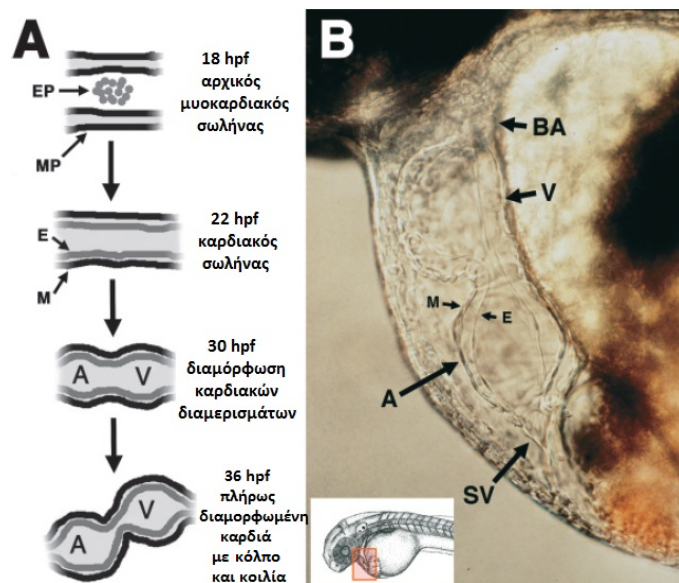 A
EP
MP
18 hpf
αρχικός
μυοκαρδιακός
σωλήνας
E
M
22 hpf
καρδιακός
σωλήνας
A V
30 hpf
διαμόρφωση
καρδιακών
διαμερισμάτων
A V
36 hpf
πλήρως
διαμορφωμένη
καρδιά
με κόλπο
και κοιλία
B
BA
V
M
E
A
SV